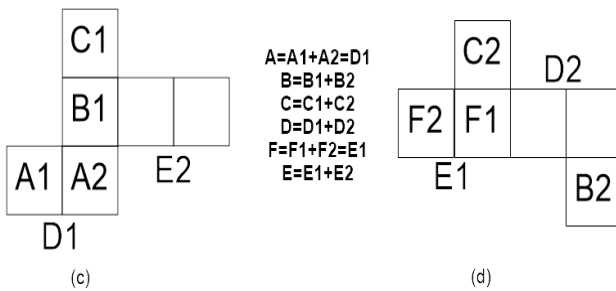 C1
B1
A1 A2 E2
D1
(c)
A=A1+A2=D1
B=B1+B2
C=C1+C2
D=D1+D2
F=F1+F2=E1
E=E1+E2
C2 D2
F2 F1
E1 B2
(d)